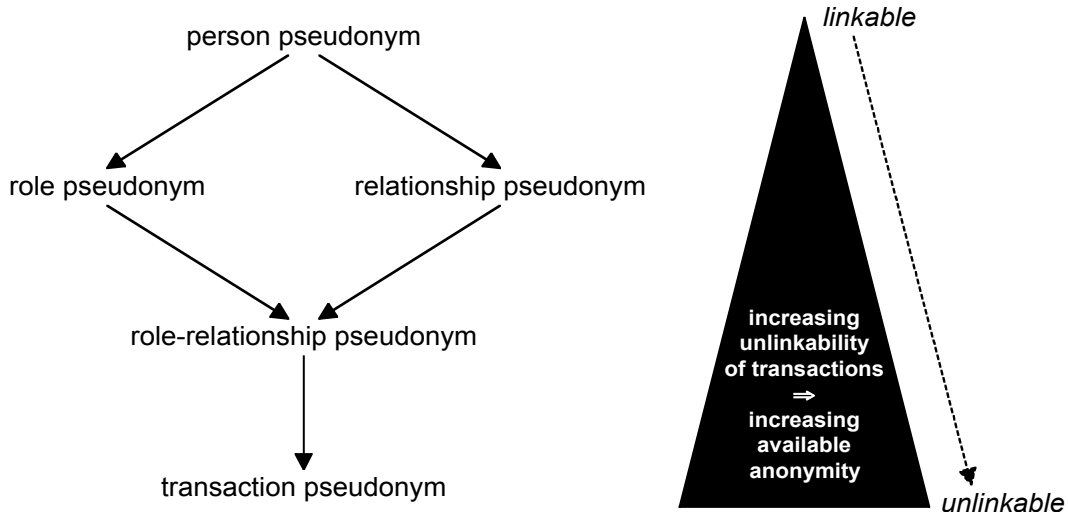 person pseudonym
role pseudonym
relationship pseudonym
role-relationship pseudonym
transaction pseudonym
linkable
increasing
unlinkability
of transactions
⇒
increasing
available
anonymity
unlinkable